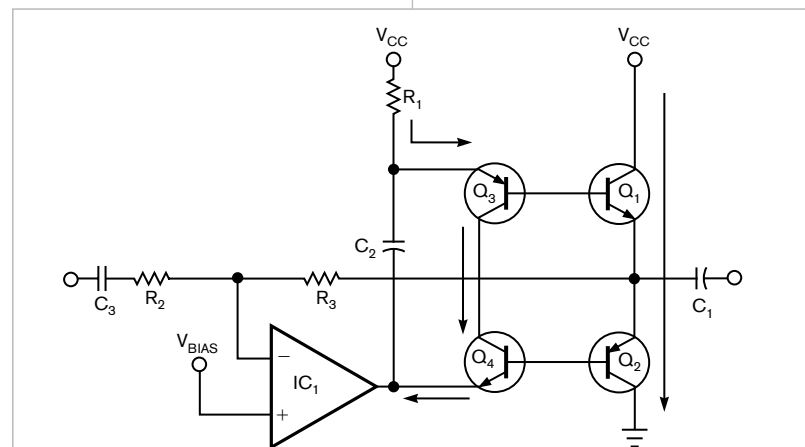 V_CC
V_CC
R_1
Q_3
Q_1
C_2
C_3
R_2
R_3
C_1
V_BIAS
−
IC_1
+
Q_4
Q_2